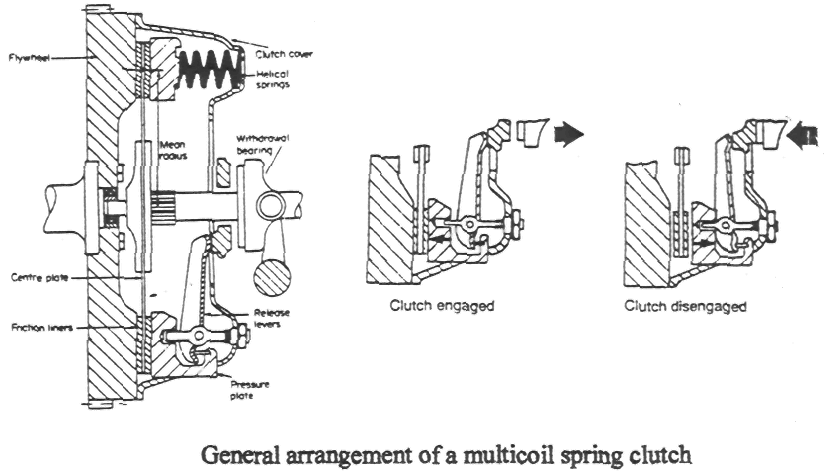 Clutch cover
Flywheel
Helical
springs
Mean
radius
Withdrawal
bearing
Centre plate
Release
levers
Friction liners
Pressure
plate
Clutch engaged
Clutch disengaged
General arrangement of a multicoil spring clutch